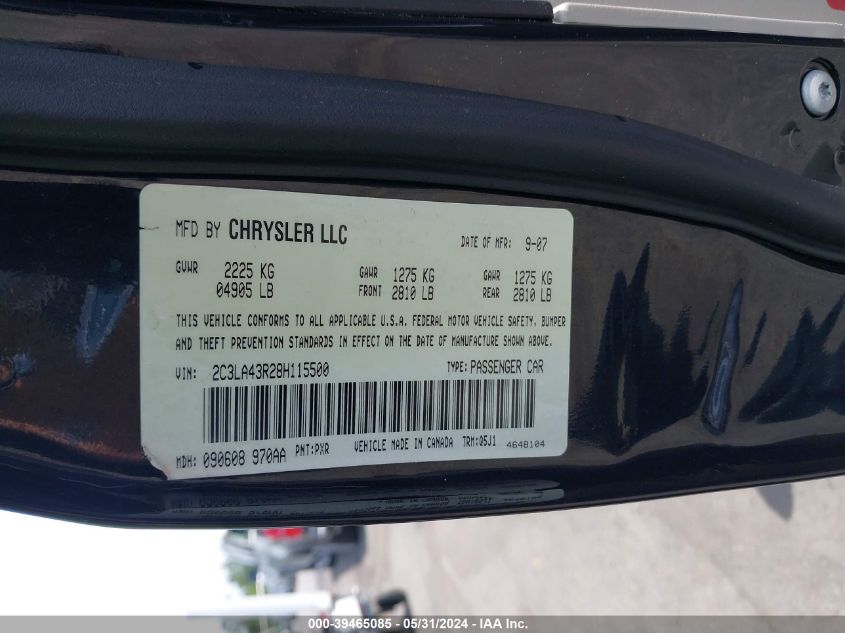 MFD BY CHRYSLER LLC
DATE OF MFR: 9-07
GVWR 2225 KG GAWR 1275 KG GAWR 1275 KG
04905 LB FRONT 2810 LB REAR 2810 LB
THIS VEHICLE CONFORMS TO ALL APPLICABLE U.S.A. FEDERAL MOTOR VEHICLE SAFETY, BUMPER
AND THEFT PREVENTION STANDARDS IN EFFECT ON THE DATE OF MANUFACTURE SHOWN ABOVE.
VIN: 2C3LA43R28H115500 TYPE: PASSENGER CAR
MDH: 090608 970AA PNT:PXR VEHICLE MADE IN CANADA TRM:05J1 4648104
000-39465085 - 05/31/2024 - IAA Inc.